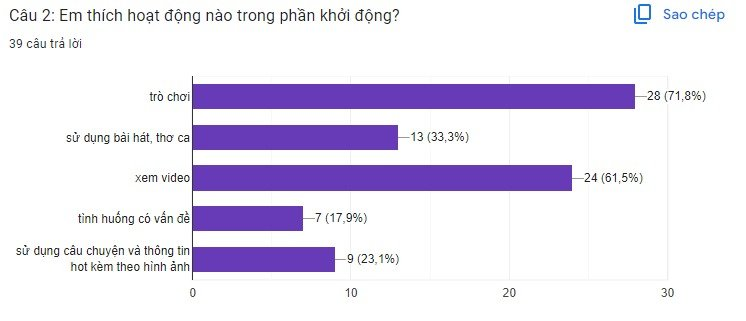 Câu 2: Em thích hoạt động nào trong phần khởi động?
Sao chép
39 câu trả lời
trò chơi
28 (71,8%)
sử dụng bài hát, thơ ca
13 (33,3%)
xem video
24 (61,5%)
tình huống có vấn đề
7 (17,9%)
sử dụng câu chuyện và thông tin
hot kèm theo hình ảnh
9 (23,1%)
0 10 20 30